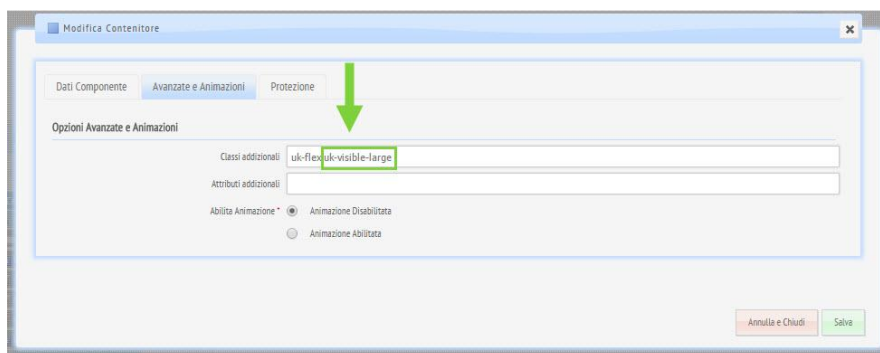 Modifica Contenitore
Dati Componente Avanzate e Animazioni Protezione
Opzioni Avanzate e Animazioni
Classi addizionali uk-flex uk-visible-large
Attributi addizionali
Abilita Animazione * Animazione Disabilitata
Animazione Abilitata
Annulla e Chiudi Salva